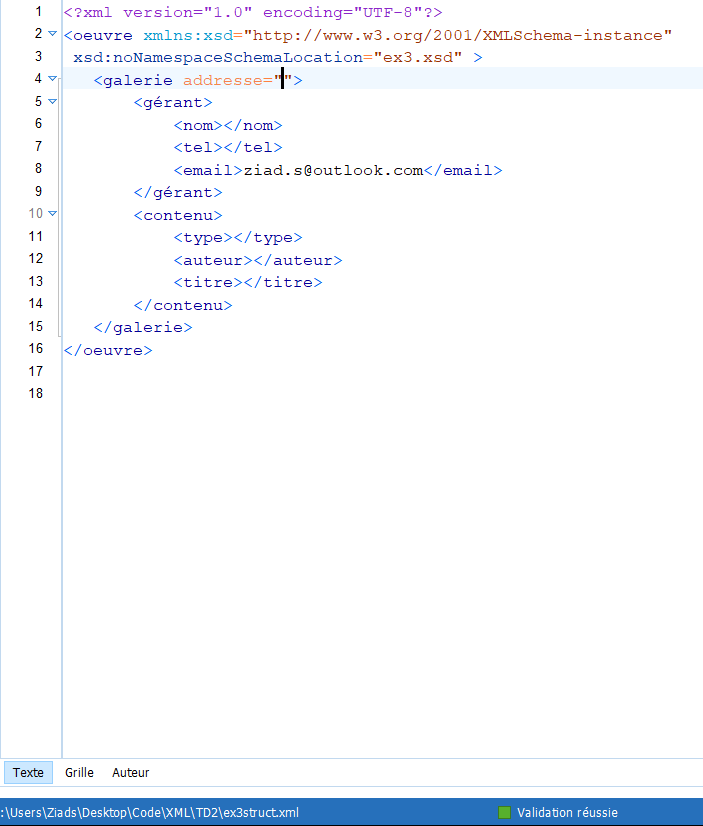 1 <?xml version="1.0" encoding="UTF-8"?>
2 <oeuvre xmlns:xsd="http://www.w3.org/2001/XMLSchema-instance"
3 xsd:noNamespaceSchemaLocation="ex3.xsd" >
4 <galerie addresse="">
5 <gérant>
6 <nom></nom>
7 <tel></tel>
8 <email>ziad.s@outlook.com</email>
9 </gérant>
10 <contenu>
11 <type></type>
12 <auteur></auteur>
13 <titre></titre>
14 </contenu>
15 </galerie>
16 </oeuvre>
17
18
Texte Grille Auteur
:\Users\Ziads\Desktop\Code\XML\TD2\ex3struct.xml Validation réussie